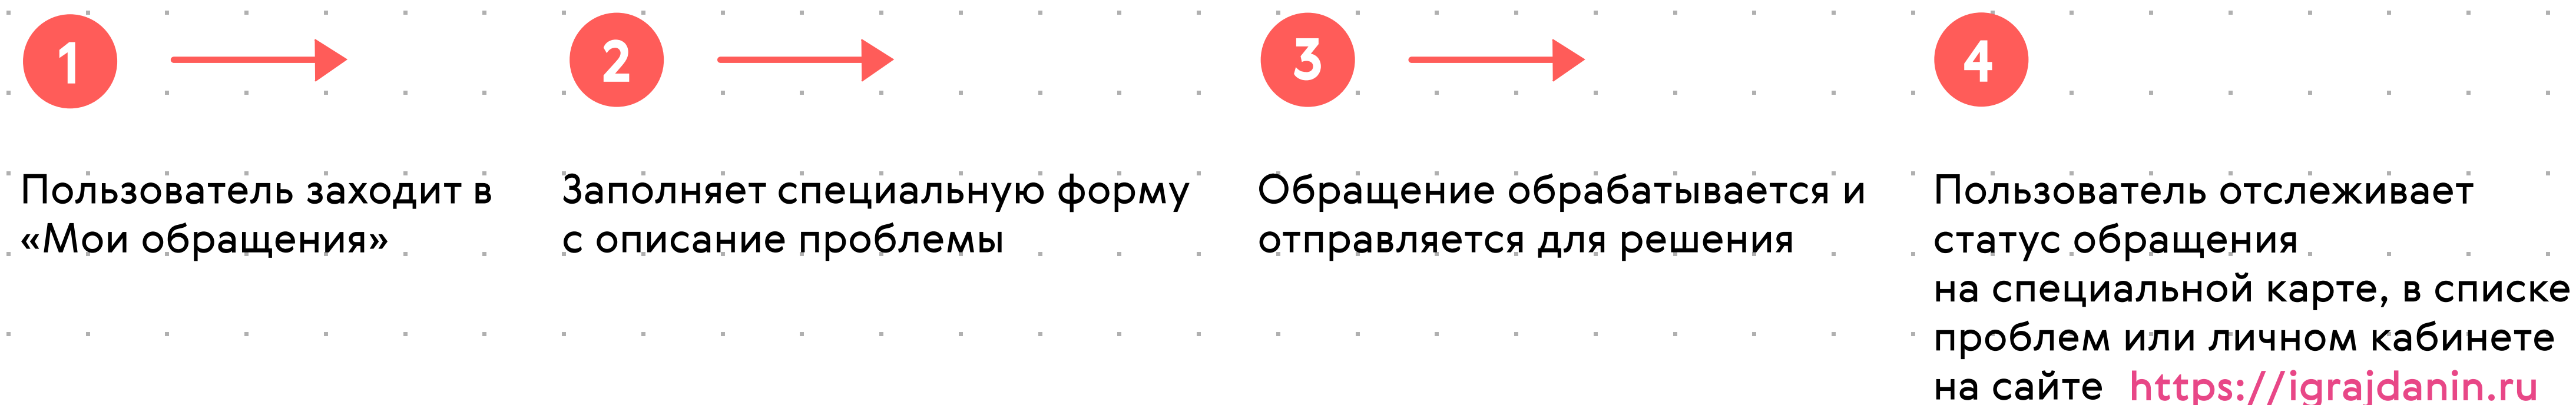 1
2
3
4
Пользователь заходит в
«Мои обращения»
Заполняет специальную форму
с описание проблемы
Обращение обрабатывается и
отправляется для решения
Пользователь отслеживает
статус обращения
на специальной карте, в списке
проблем или личном кабинете
на сайте https://igrajdanin.ru